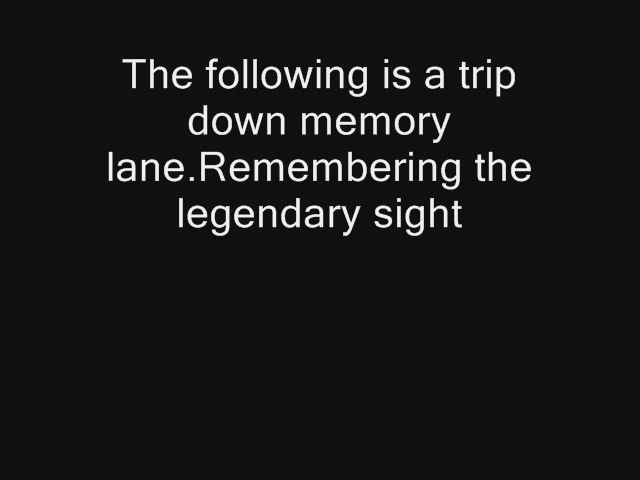 The following is a trip
down memory
lane.Remembering the
legendary sight